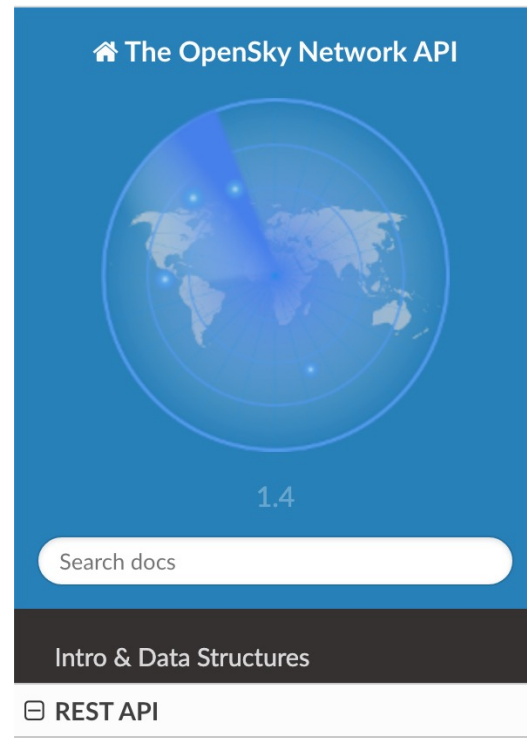 The OpenSky Network API
1.4
Search docs
Intro & Data Structures
REST API